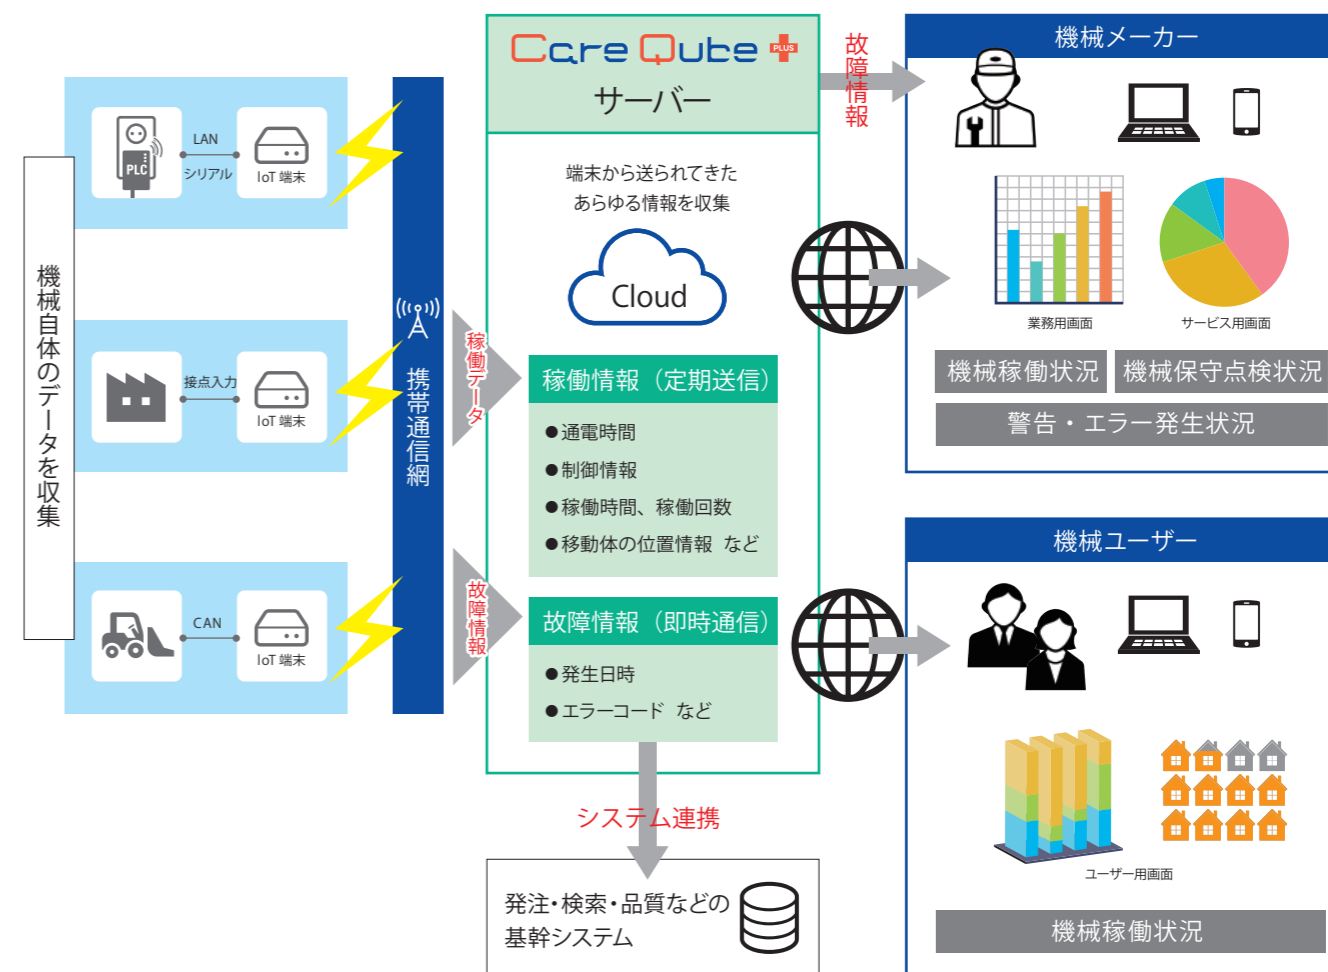 機械自体のデータを収集
PLC
LAN
シリアル
IoT 端末
接点入力
IoT 端末
CAN
IoT 端末
携帯通信網
稼働データ
故障情報
Care Qube PLUS
サーバー
端末から送られてきた
あらゆる情報を収集
Cloud
稼働情報（定期送信）
●通電時間
●制御情報
●稼働時間、稼働回数
●移動体の位置情報 など
故障情報（即時通信）
●発生日時
●エラーコード など
システム連携
発注・検索・品質などの
基幹システム
故障情報
機械メーカー
業務用画面
サービス用画面
機械稼働状況
機械保守点検状況
警告・エラー発生状況
機械ユーザー
ユーザー用画面
機械稼働状況